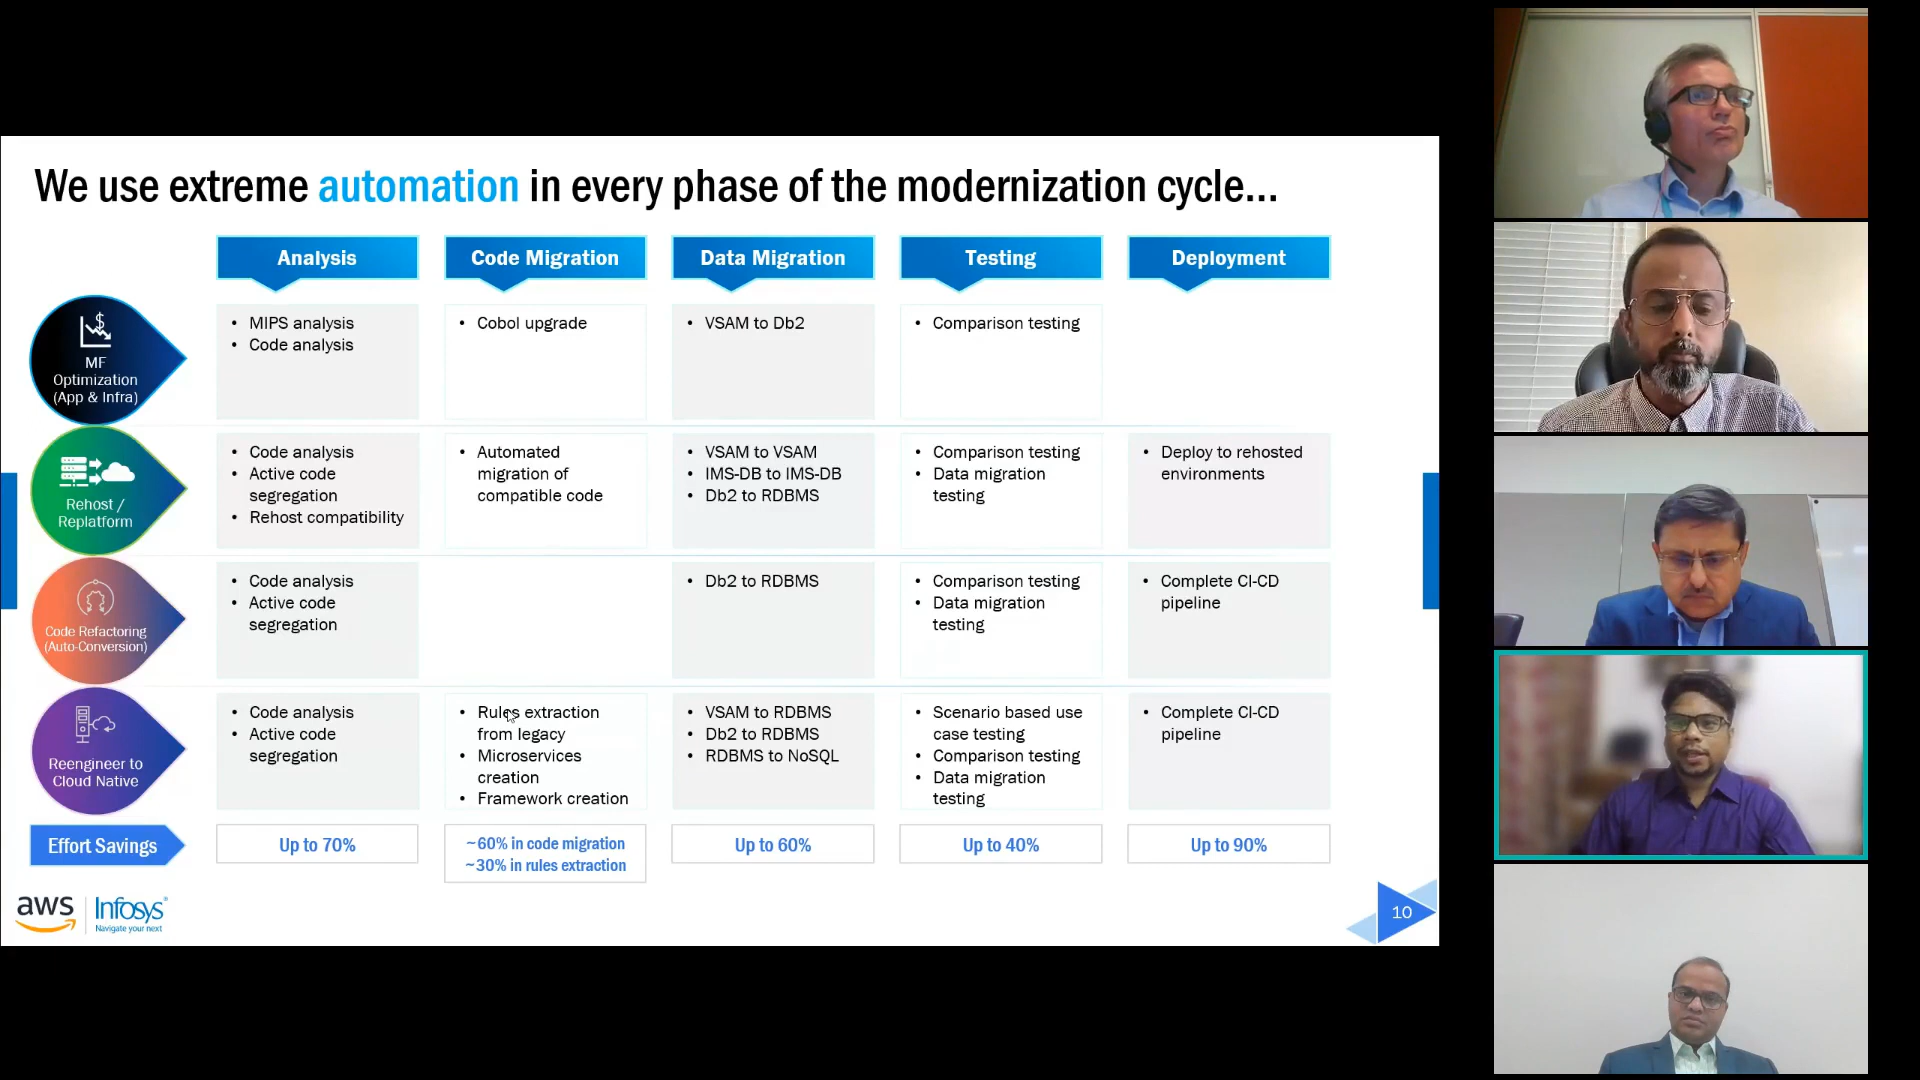 We use extreme automation in every phase of the modernization cycle...
Analysis
Code Migration
Data Migration
Testing
Deployment
MF
Optimization
(App & Infra)
• MIPS analysis
• Code analysis
• Cobol upgrade
• VSAM to Db2
• Comparison testing
Rehost /
Replatform
• Code analysis
• Active code
segregation
• Rehost compatibility
• Automated
migration of
compatible code
• VSAM to VSAM
• IMS-DB to IMS-DB
• Db2 to RDBMS
• Comparison testing
• Data migration
testing
• Deploy to rehosted
environments
Code Refactoring
(Auto-Conversion)
• Code analysis
• Active code
segregation
• Db2 to RDBMS
• Comparison testing
• Data migration
testing
• Complete CI-CD
pipeline
Reengineer to
Cloud Native
• Code analysis
• Active code
segregation
• Rules extraction
from legacy
• Microservices
creation
• Framework creation
• VSAM to RDBMS
• Db2 to RDBMS
• RDBMS to NoSQL
• Scenario based use
case testing
• Comparison testing
• Data migration
testing
• Complete CI-CD
pipeline
Effort Savings
Up to 70%
~60% in code migration
~30% in rules extraction
Up to 60%
Up to 40%
Up to 90%
aws
Infosys®
Navigate your next
10